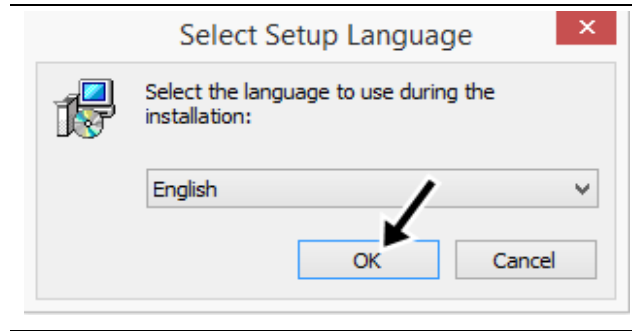 Select Setup Language
Select the language to use during the
installation:
English
OK
Cancel